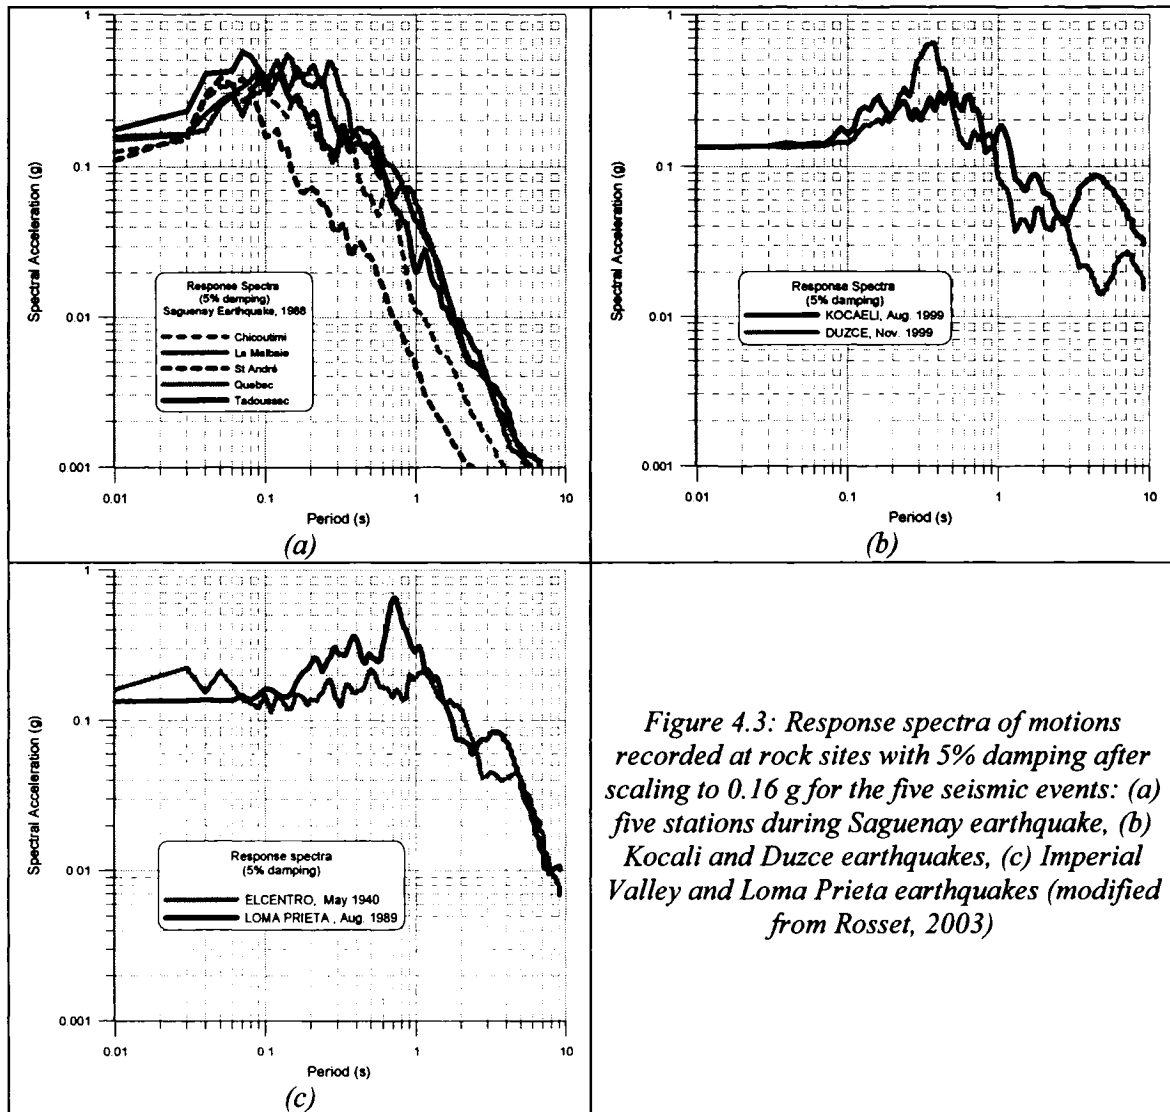 1
0.1
0.01
0.001
Spectral Acceleration (g)
Response Spectra
(5% damping)
Saguenay Earthquake, 1988
Chicoutimi
La Malbaie
St André
Quebec
Tadoussec
0.01
0.1
1
10
Period (s)
(a)
1
0.1
0.01
0.001
Spectral Acceleration (g)
Response Spectra
(5% damping)
KOCAELI, Aug. 1999
DUZCE, Nov. 1999
0.01
0.1
1
10
Period (s)
(b)
1
0.1
0.01
0.001
Spectral Acceleration (g)
Response spectra
(5% damping)
ELCENTRO, May 1940
LOMA PRIETA , Aug. 1989
0.01
0.1
1
10
Period (s)
(c)
Figure 4.3: Response spectra of motions
recorded at rock sites with 5% damping after
scaling to 0.16 g for the five seismic events: (a)
five stations during Saguenay earthquake, (b)
Kocali and Duzce earthquakes, (c) Imperial
Valley and Loma Prieta earthquakes (modified
from Rosset, 2003)